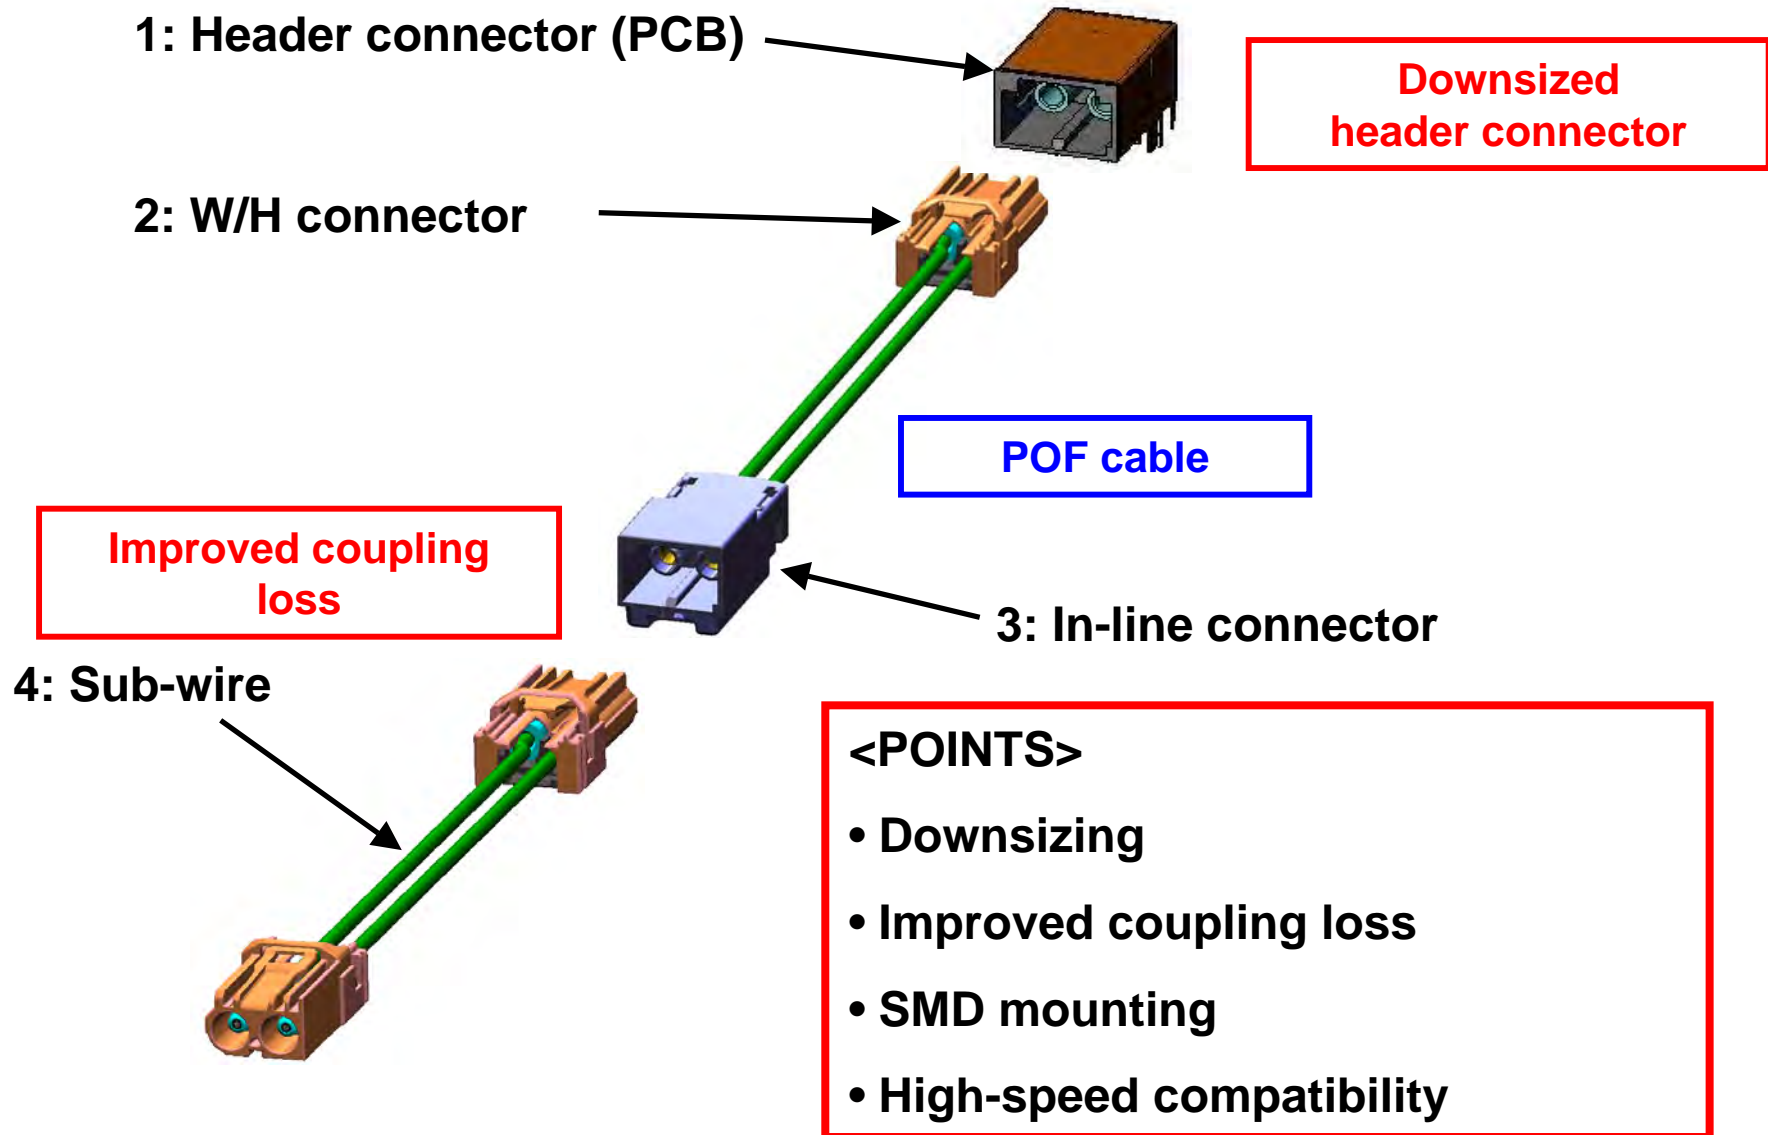 1: Header connector (PCB)
Downsized
header connector
2: W/H connector
POF cable
Improved coupling
loss
3: In-line connector
4: Sub-wire
<POINTS>
• Downsizing
• Improved coupling loss
• SMD mounting
• High-speed compatibility